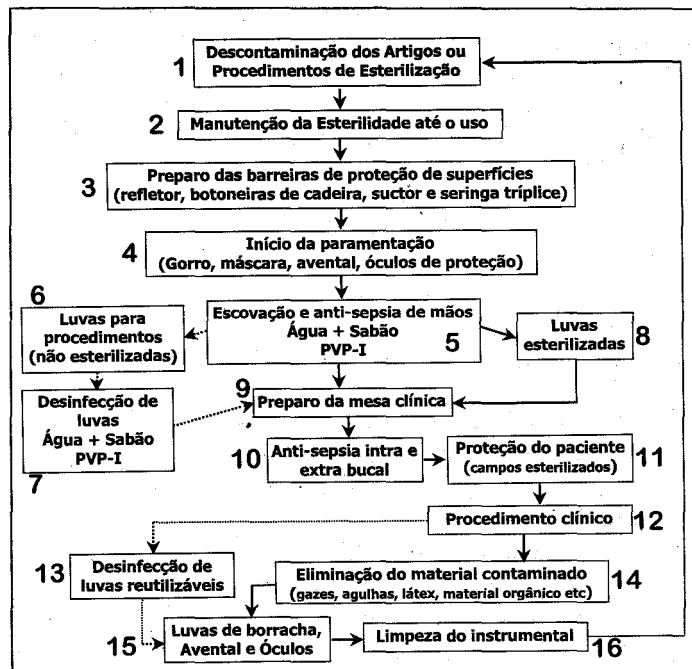 1
Descontaminação dos Artigos ou
Procedimentos de Esterilização
2
Manutenção da Esterilidade até o uso
3
Preparo das barreiras de proteção de superfícies
(refletor, botoneiras de cadeira, suctor e seringa tríplice)
4
Início da paramentação
(Gorro, máscara, avental, óculos de proteção)
5
Escovação e anti-sepsia de mãos
Água + Sabão
PVP-I
6
Luvas para
procedimentos
(não esterilizadas)
7
Desinfecção de
luvas
Água + Sabão
PVP-I
8
Luvas
esterilizadas
9
Preparo da mesa clínica
10
Anti-sepsia intra e
extra bucal
11
Proteção do paciente
(campos esterilizados)
12
Procedimento clínico
13
Desinfecção de
luvas reutilizáveis
14
Eliminação do material contaminado
(gazes, agulhas, látex, material orgânico etc)
15
Luvas de borracha,
Avental e Óculos
16
Limpeza do instrumental